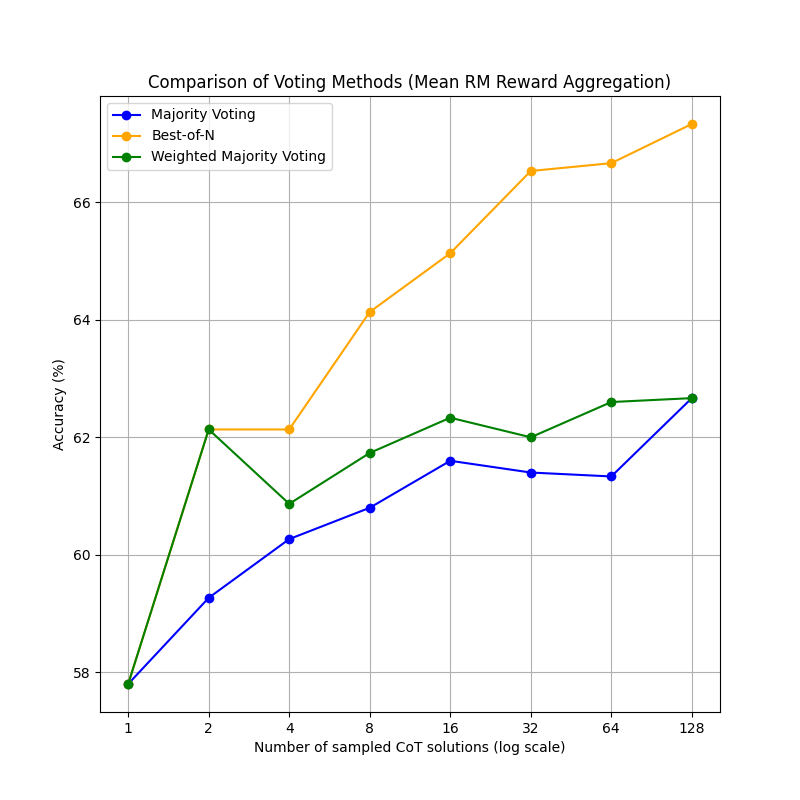 Comparison of Voting Methods (Mean RM Reward Aggregation)
Majority Voting
Best-of-N
Weighted Majority Voting
Accuracy (%)
66
64
62
60
58
1 2 4 8 16 32 64 128
Number of sampled CoT solutions (log scale)